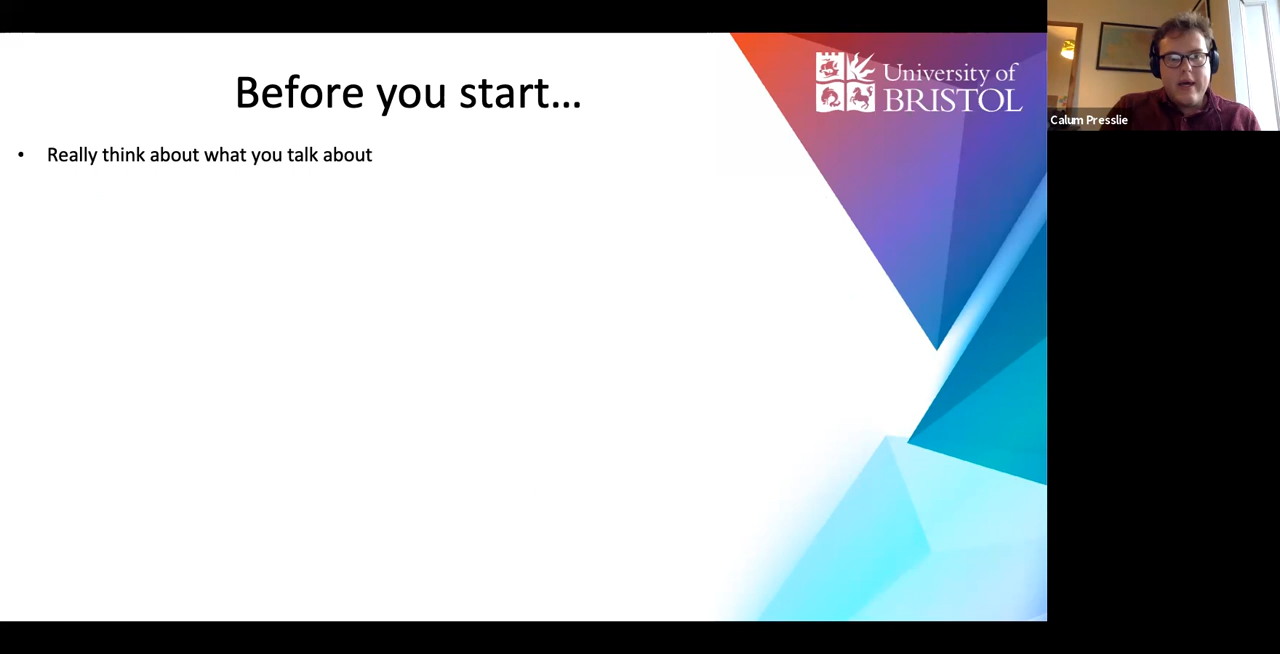 Before you start...
• Really think about what you talk about
University of
BRISTOL
Calum Presslie